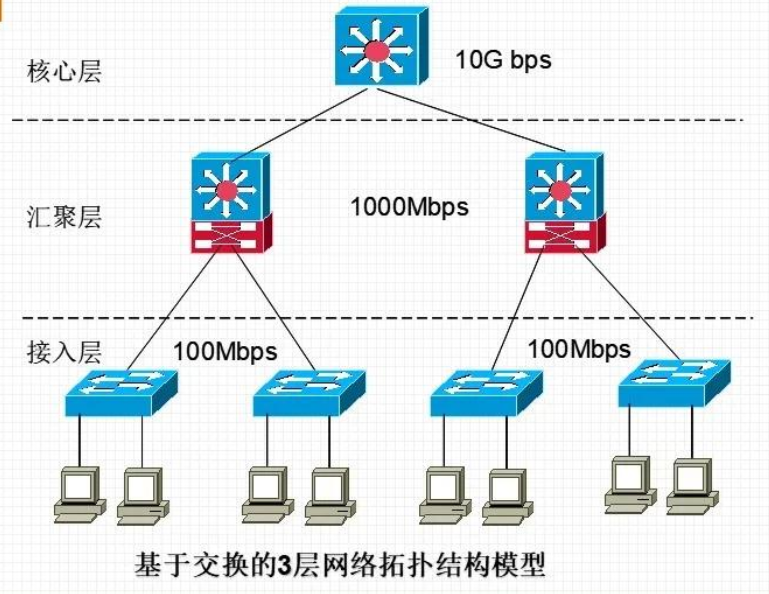 核心层
10G bps
汇聚层
1000Mbps
接入层
100Mbps
100Mbps
基于交换的3层网络拓扑结构模型